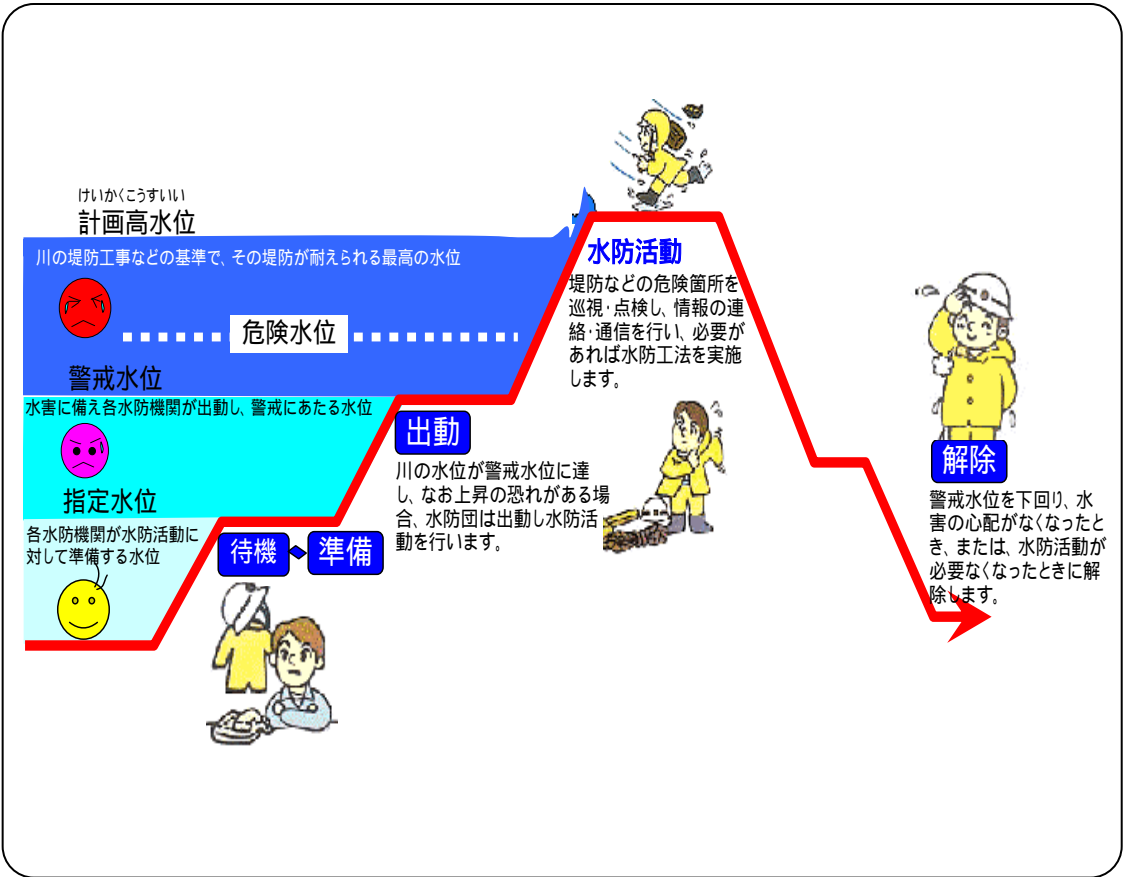 けいかくこうすいい
計画高水位
川の堤防工事などの基準で、その堤防が耐えられる最高の水位
危険水位
警戒水位
水害に備え各水防機関が出動し、警戒にあたる水位
指定水位
各水防機関が水防活動に
対して準備する水位
待機
準備
出動
川の水位が警戒水位に達
し、なお上昇の恐れがある場
合、水防団は出動し水防活
動を行います。
水防活動
堤防などの危険箇所を
巡視・点検し、情報の連
絡・通信を行い、必要が
あれば水防工法を実施
します。
解除
警戒水位を下回り、水
害の心配がなくなったと
き、または、水防活動が
必要なくなったときに解
除します。